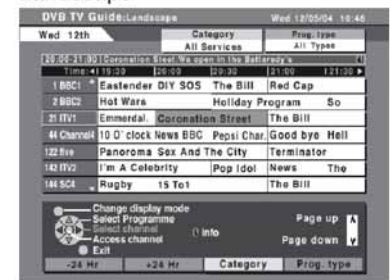 DVB TV Guide:Landscape Wed 12/05/04 10:46
Wed 12th Category Prog. type
All Services All Types
20:00-21:00 Coronation Steel.We open in the Batlarady's
Time: 19:30 20:00 20:30 21:00 21:30
1 BBC1 Eastender DIY SOS The Bill Red Cap
2 BBC2 Hot Wars Holiday Program So
21 ITV1 Emmerdal. Coronation Street The Bill
44 Channel4 10 O' clock News BBC Pepsi Char. Good bye Hell
122 five Panoroma Sex And The City Terminator
142 ITV2 I'm A Celebrity Pop Idol News The
144 SC4 Rugby 15 To1 The Bill
Change display mode
Select Programme Page up
Select channel Info
Access channel Page down
Exit
-24 Hr +24 Hr Category Prog. type